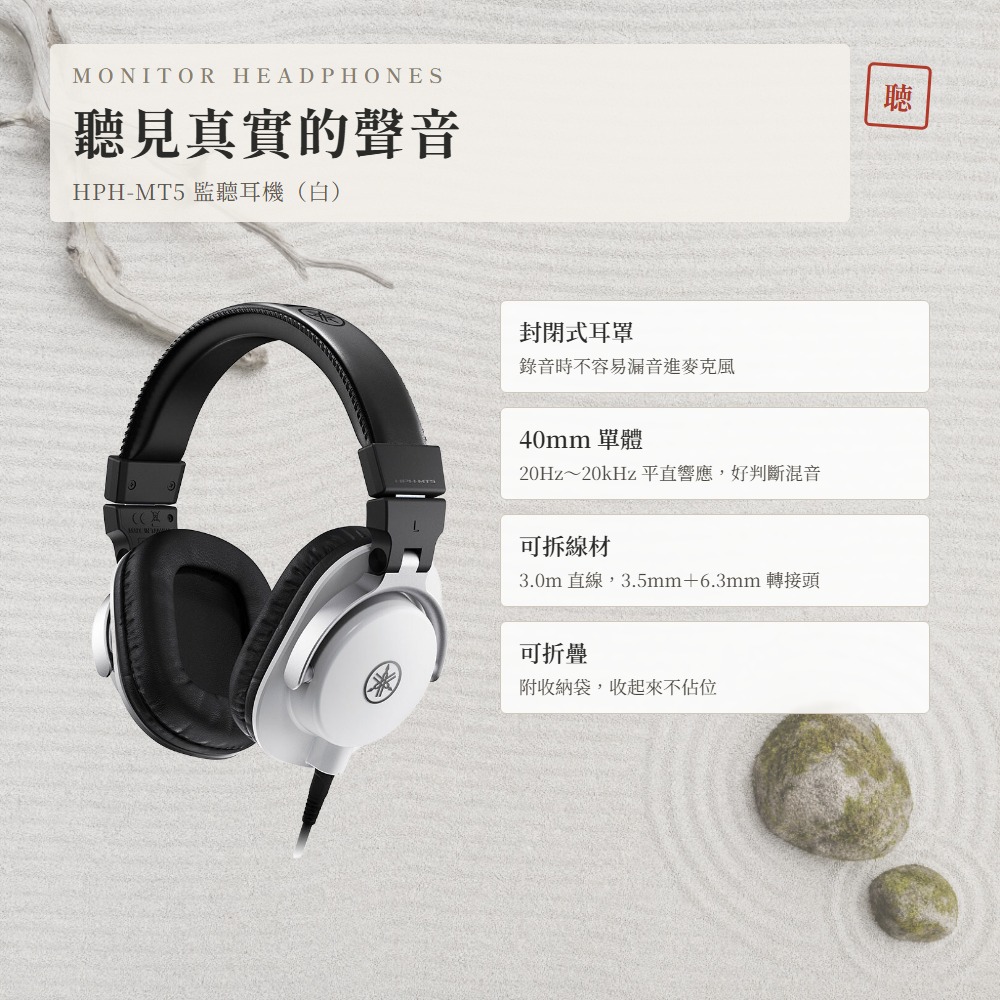 MONITOR HEADPHONES
聽見真實的聲音
HPH-MT5 監聽耳機（白）
聽
封閉式耳罩
錄音時不容易漏音進麥克風
40mm 單體
20Hz～20kHz 平直響應，好判斷混音
可拆線材
3.0m 直線，3.5mm＋6.3mm 轉接頭
可折疊
附收納袋，收起來不佔位
HPH-MT5
L